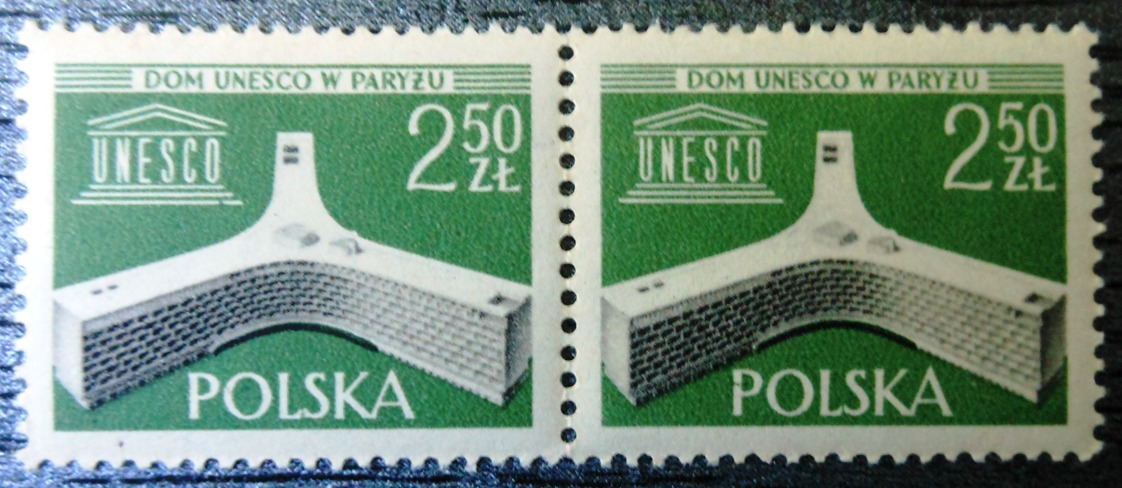 DOM UNESCO W PARYŻU
UNESCO
2 50 ZŁ
POLSKA
DOM UNESCO W PARYŻU
UNESCO
2 50 ZŁ
POLSKA